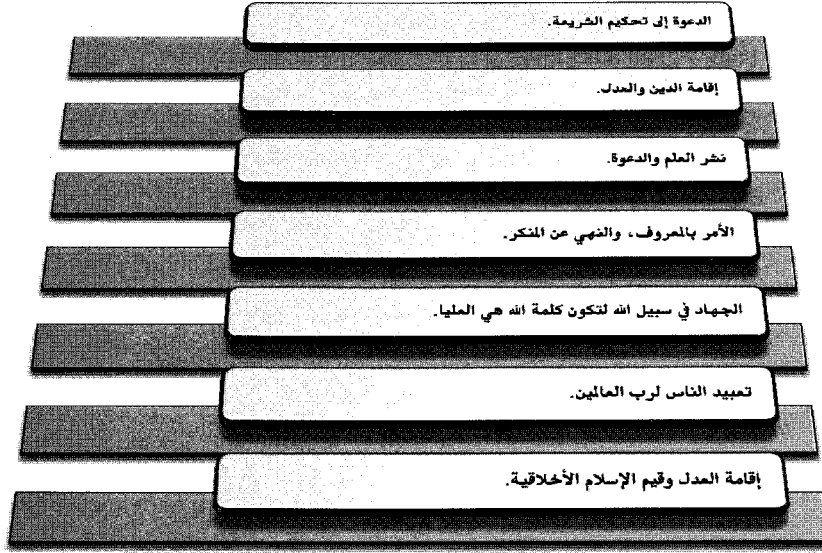 الدعوة إلى تحكيم الشريعة.
إقامة الدين والعدل.
نشر العلم والدعوة.
الأمر بالمعروف، والنهي عن المنكر.
الجهاد في سبيل الله لتكون كلمة الله هي العليا.
تعبيد الناس لرب العالمين.
إقامة العدل وقيم الإسلام الأخلاقية.